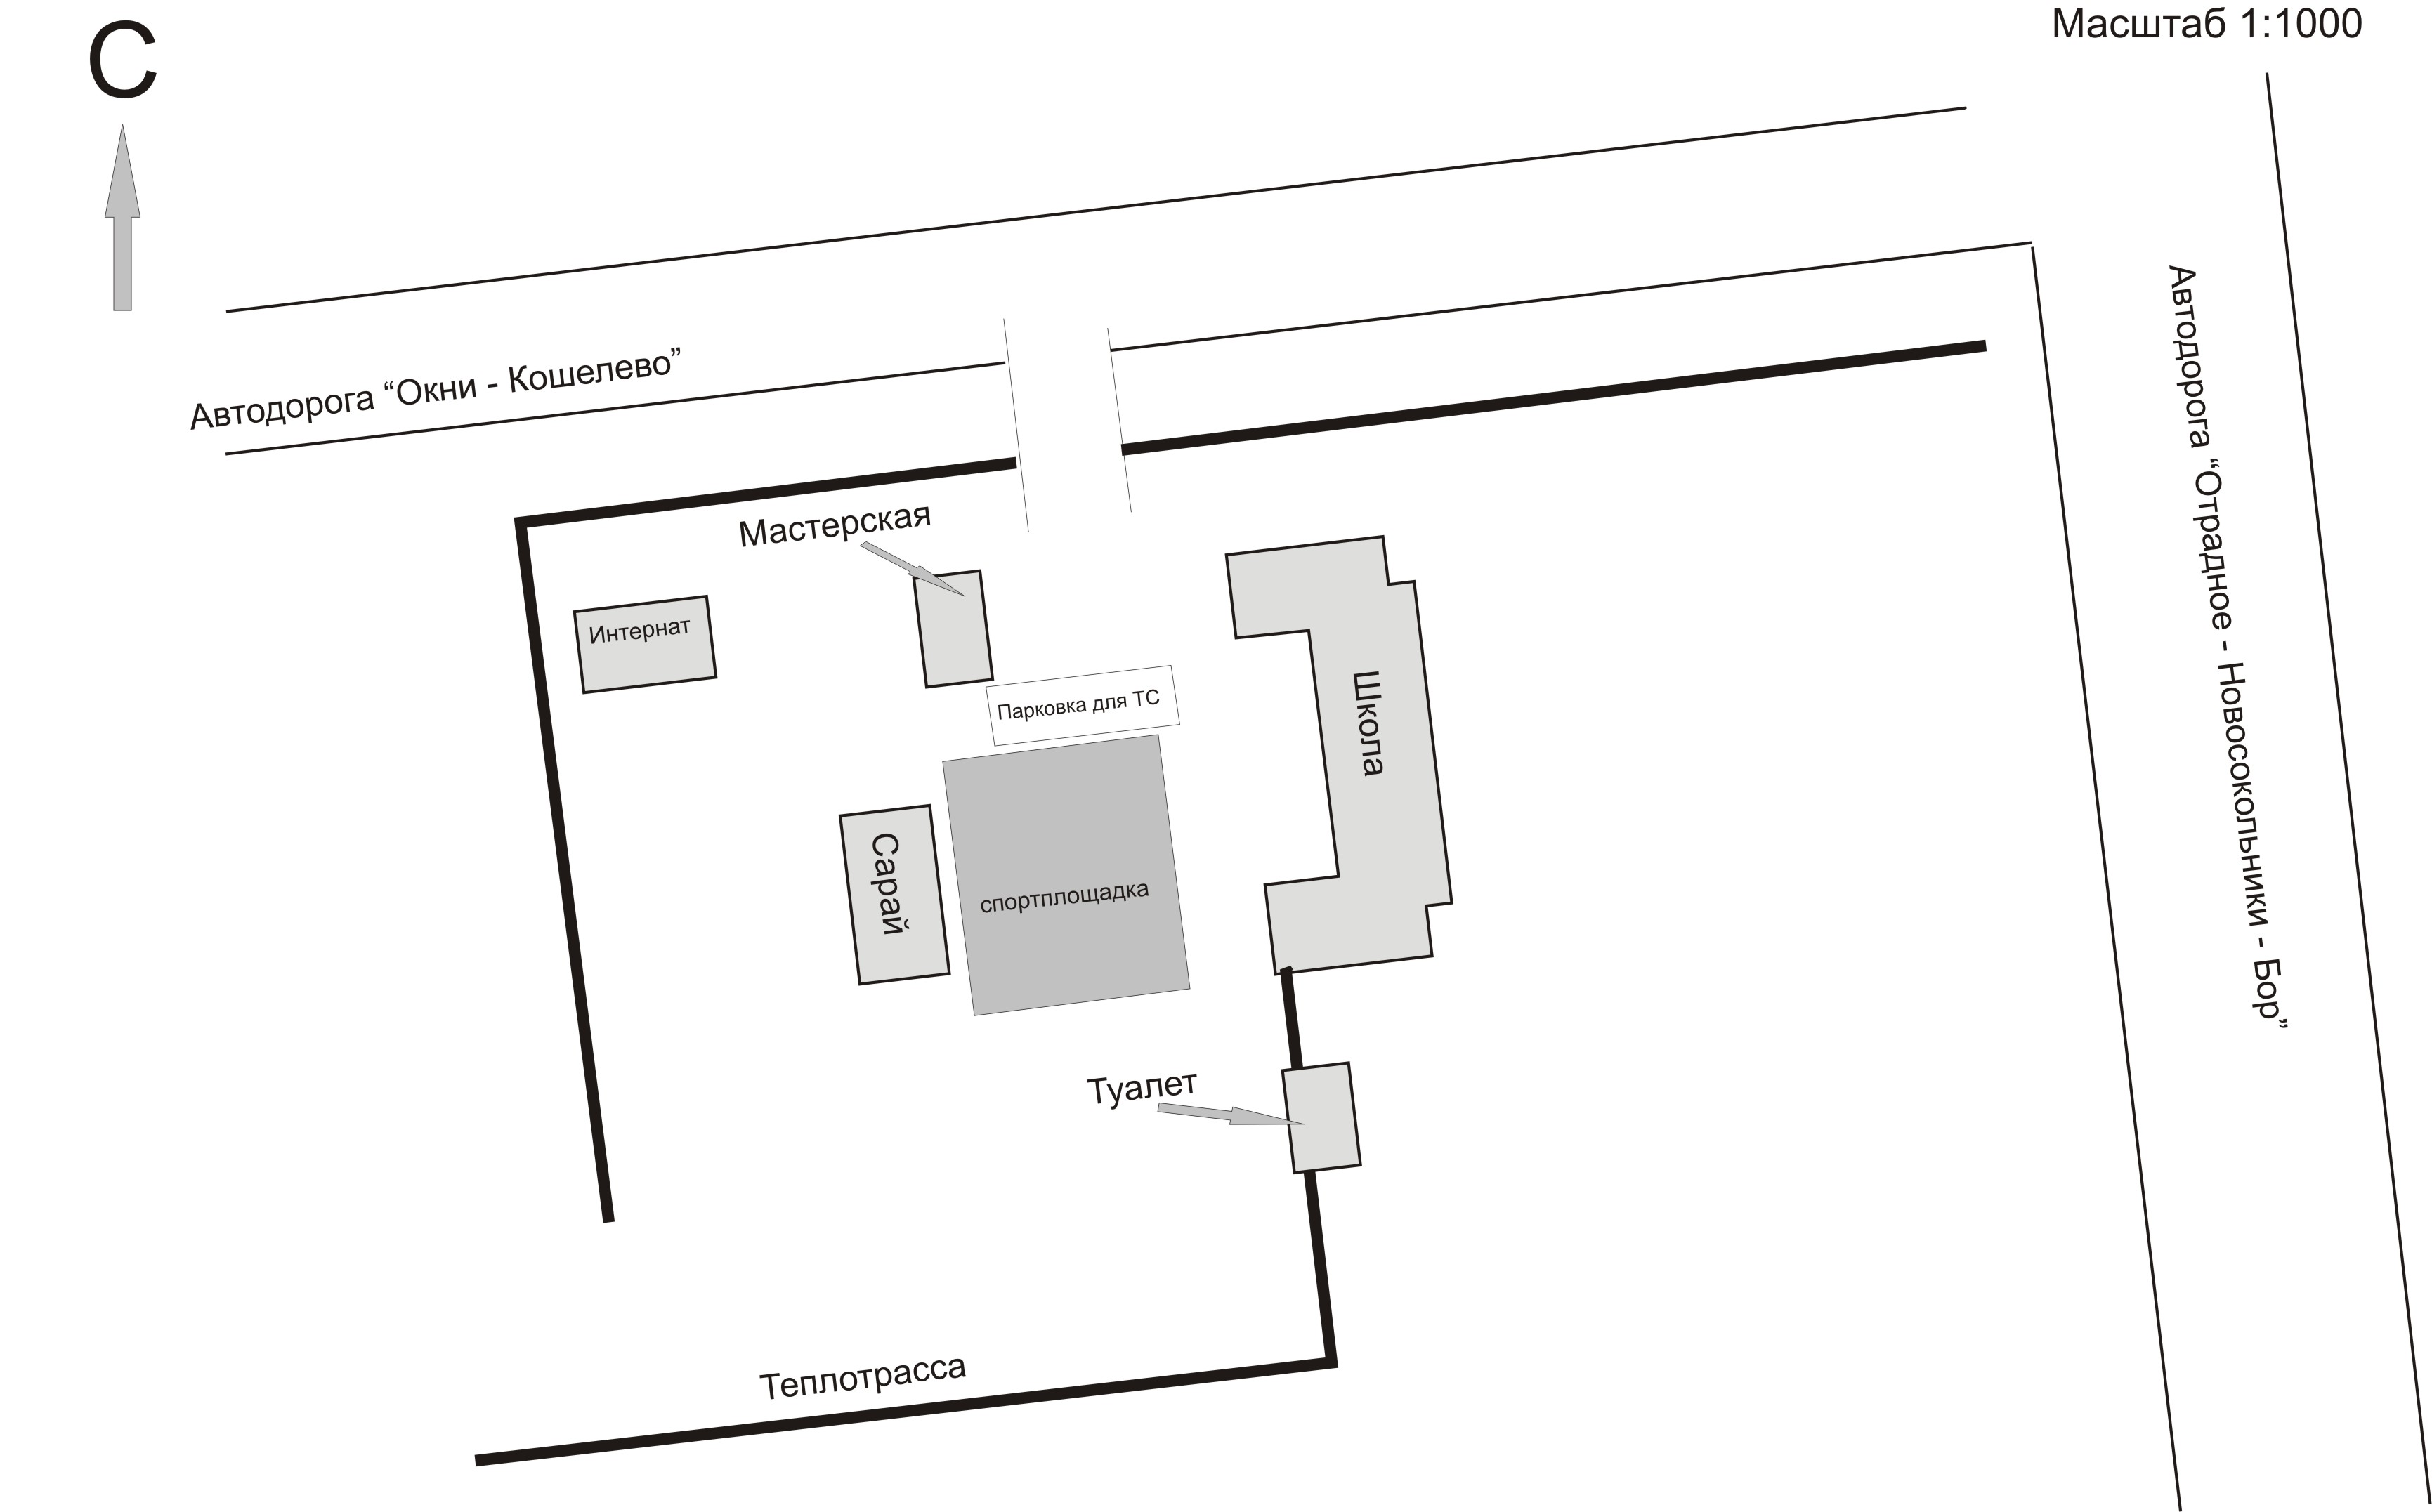 С
Масштаб 1:1000
Автодорога “Окни - Кошелево”
Автодорога “Отрадное - Новосокольники - Бор”
Мастерская
Интернат
Школа
Парковка для ТС
Сарай
спортплощадка
Туалет
Теплотрасса